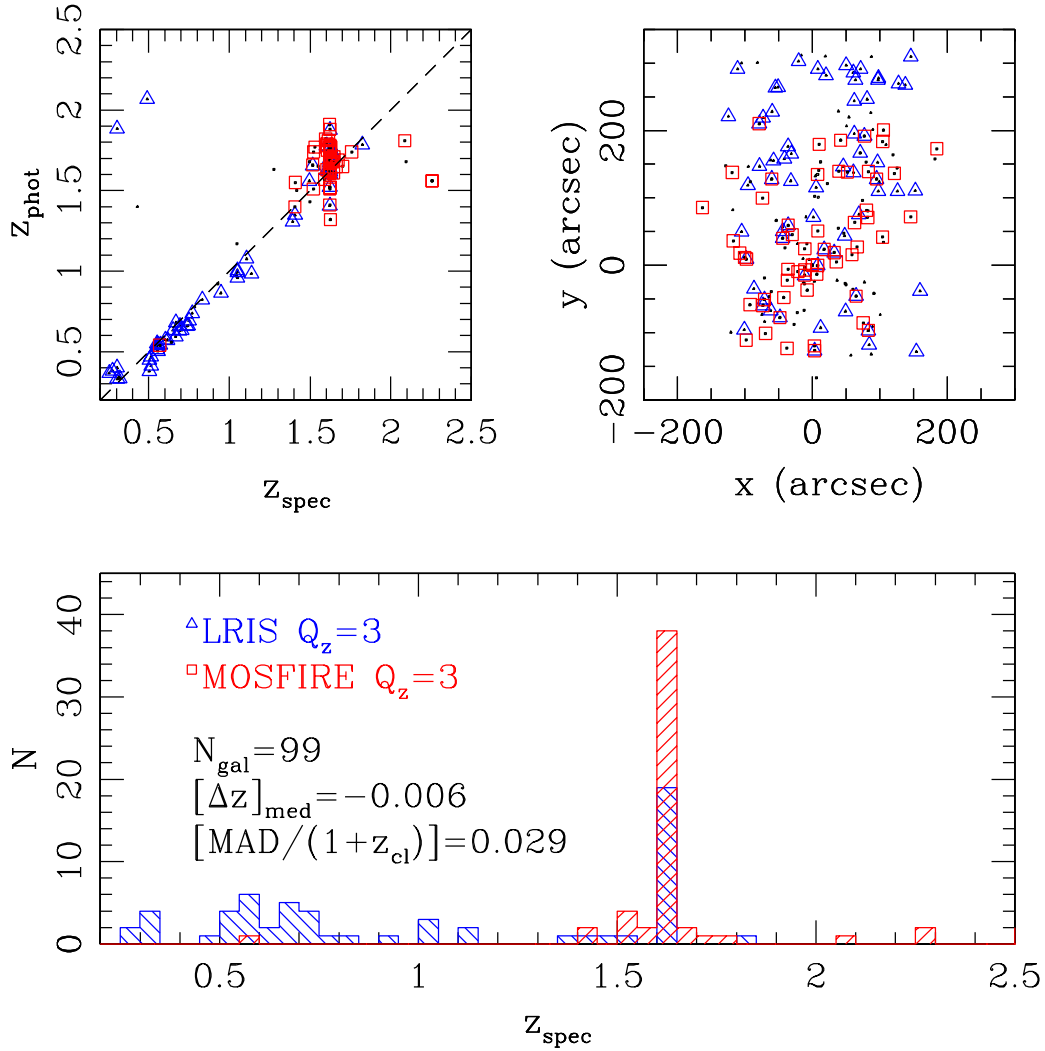 2.5
2
1.5
1
0.5
z_phot
0.5 1 1.5 2 2.5
z_spec
200
0
−200
y (arcsec)
−200 0 200
x (arcsec)
40
30
20
10
0
N
△LRIS Q_z=3
□MOSFIRE Q_z=3
N_gal=99
[Δz]_med=−0.006
[MAD/(1+z_cl)]=0.029
0.5 1 1.5 2 2.5
z_spec